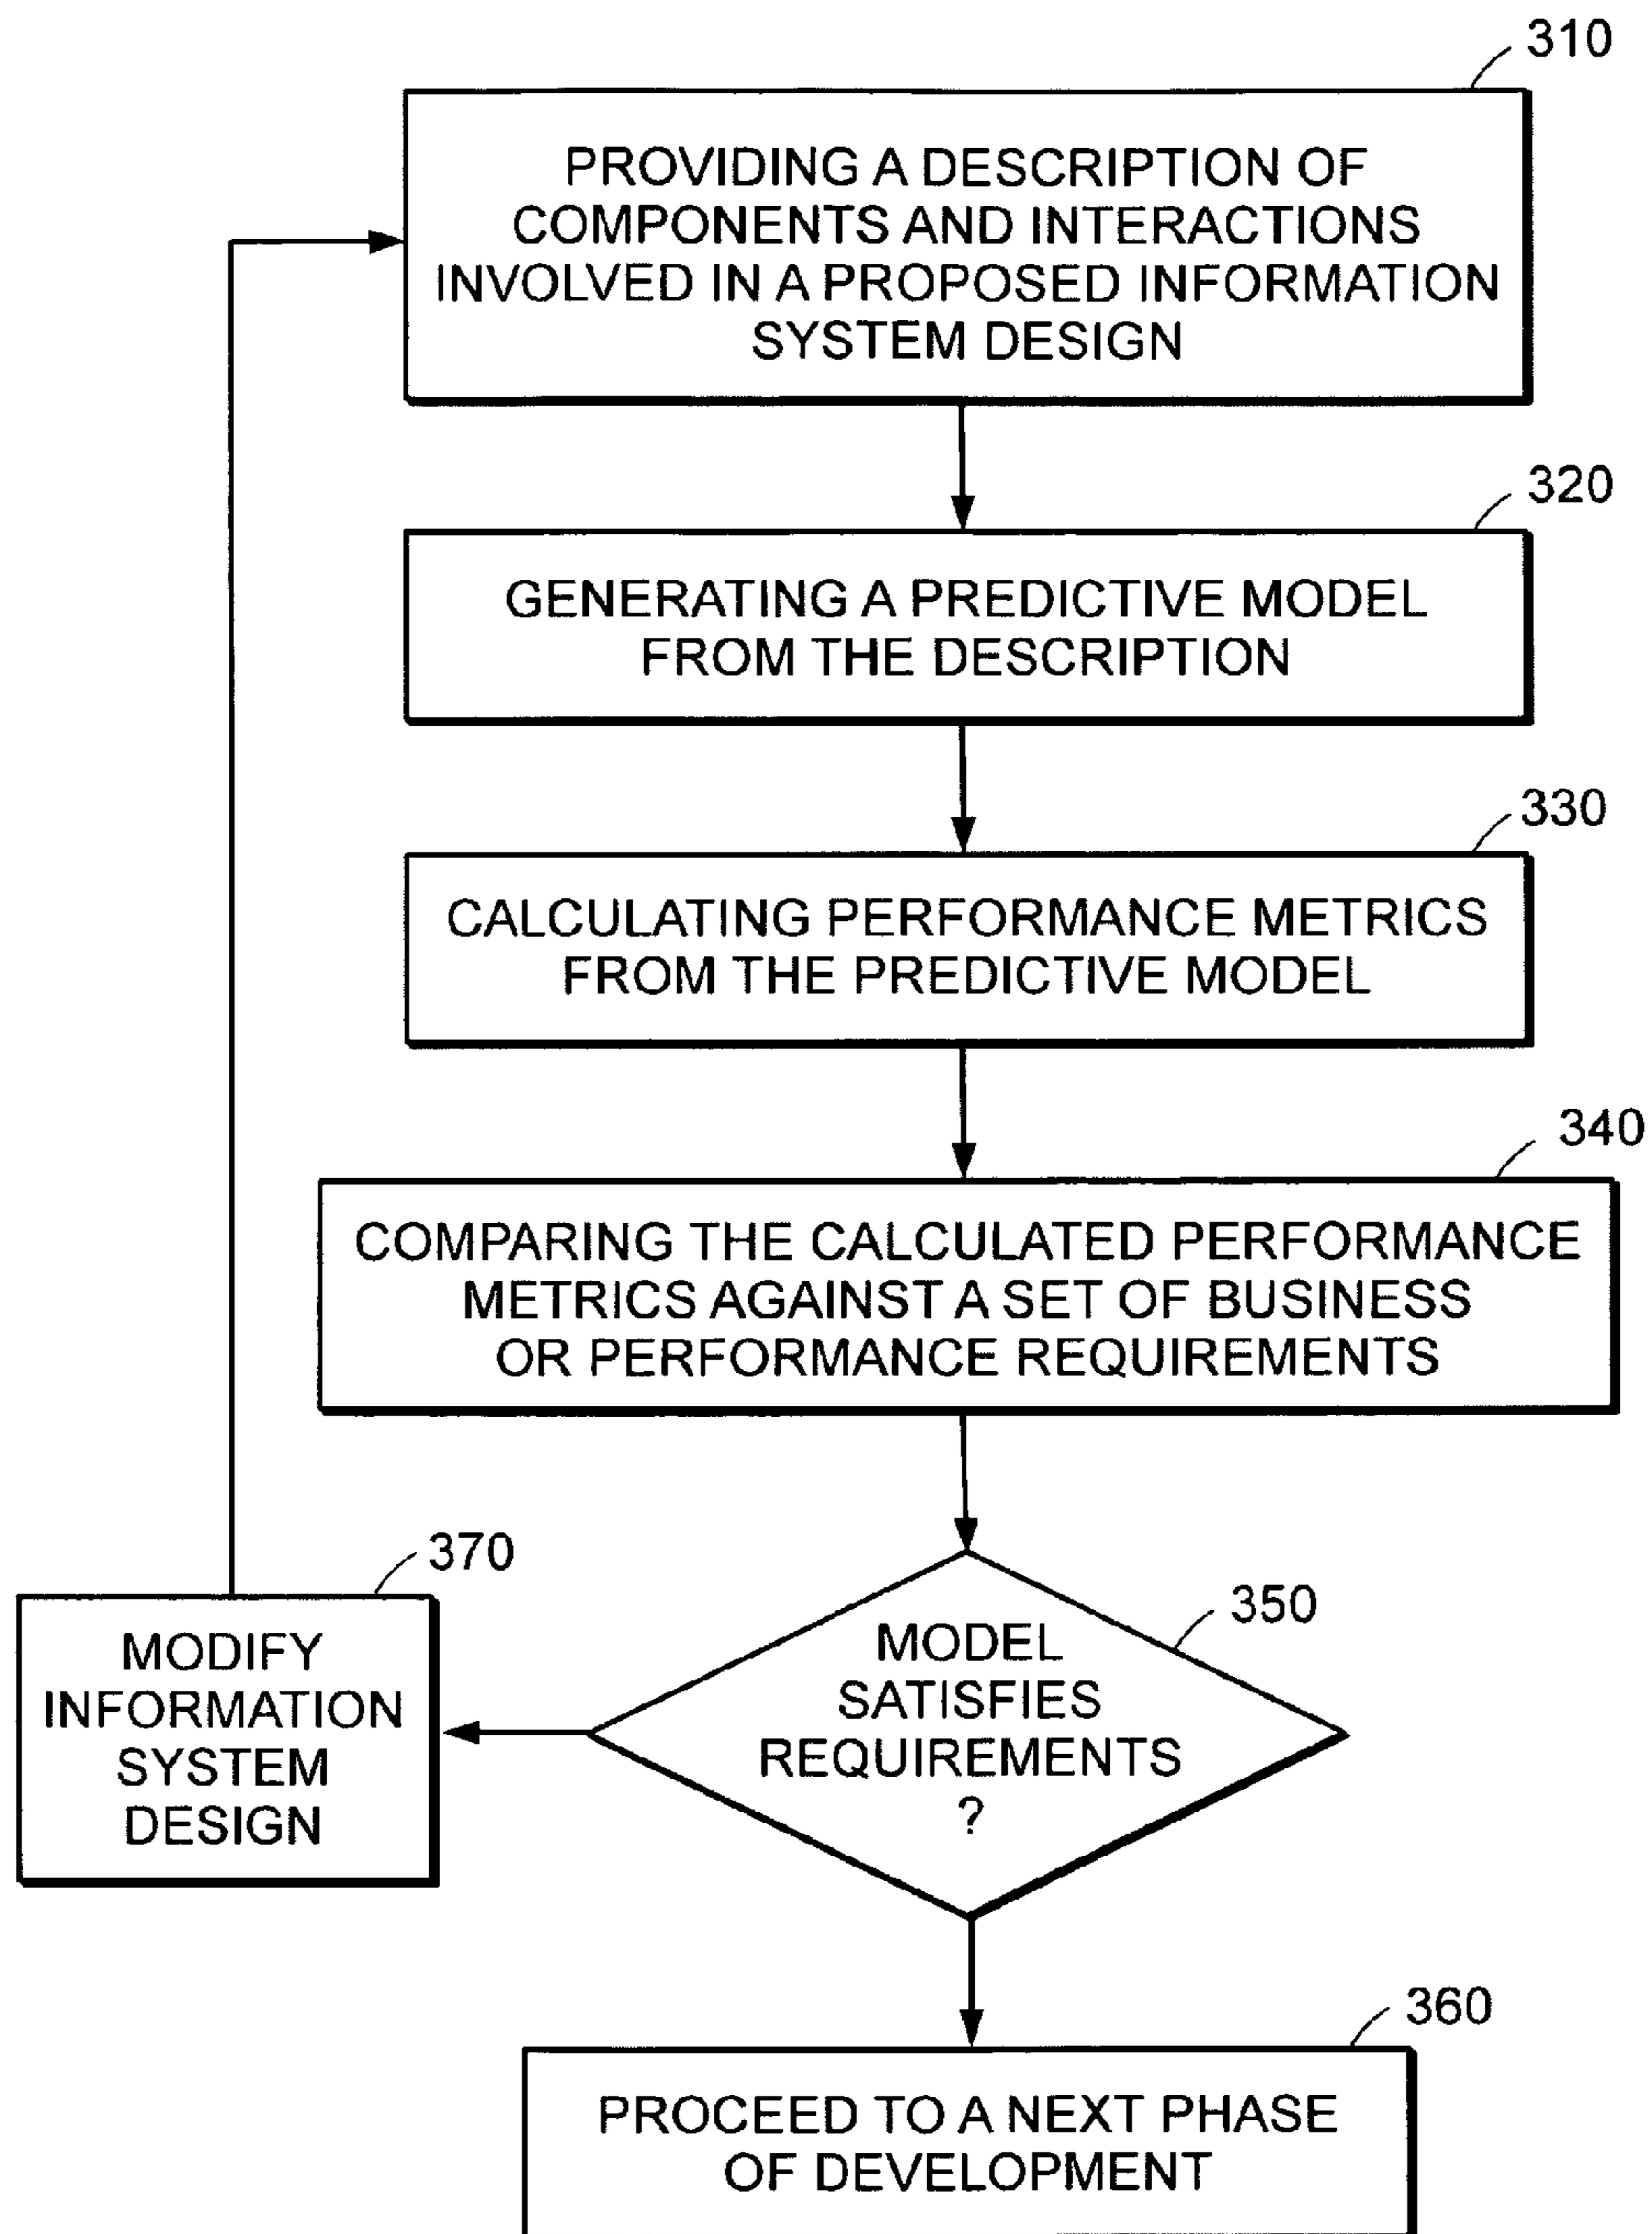 310
PROVIDING A DESCRIPTION OF
COMPONENTS AND INTERACTIONS
INVOLVED IN A PROPOSED INFORMATION
SYSTEM DESIGN
320
GENERATING A PREDICTIVE MODEL
FROM THE DESCRIPTION
330
CALCULATING PERFORMANCE METRICS
FROM THE PREDICTIVE MODEL
340
COMPARING THE CALCULATED PERFORMANCE
METRICS AGAINST A SET OF BUSINESS
OR PERFORMANCE REQUIREMENTS
350
MODEL
SATISFIES
REQUIREMENTS
?
370
MODIFY
INFORMATION
SYSTEM
DESIGN
360
PROCEED TO A NEXT PHASE
OF DEVELOPMENT